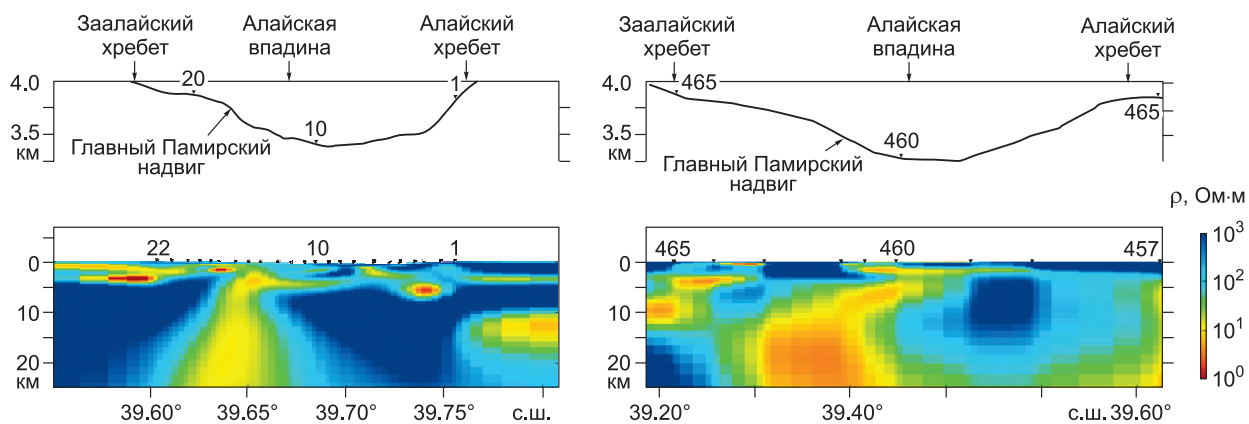 Заалайский
хребет
Алайская
впадина
Алайский
хребет
4.0
3.5
км
20
10
1
Главный Памирский
надвиг
Заалайский
хребет
Алайская
впадина
Алайский
хребет
4.0
3.5
км
465
460
465
Главный Памирский
надвиг
22 10 1
0
10
20
км
39.60° 39.65° 39.70° 39.75° с.ш.
465 460 457
0
10
20
км
39.20° 39.40° с.ш. 39.60°
ρ, Ом·м
10³
10²
10¹
10⁰